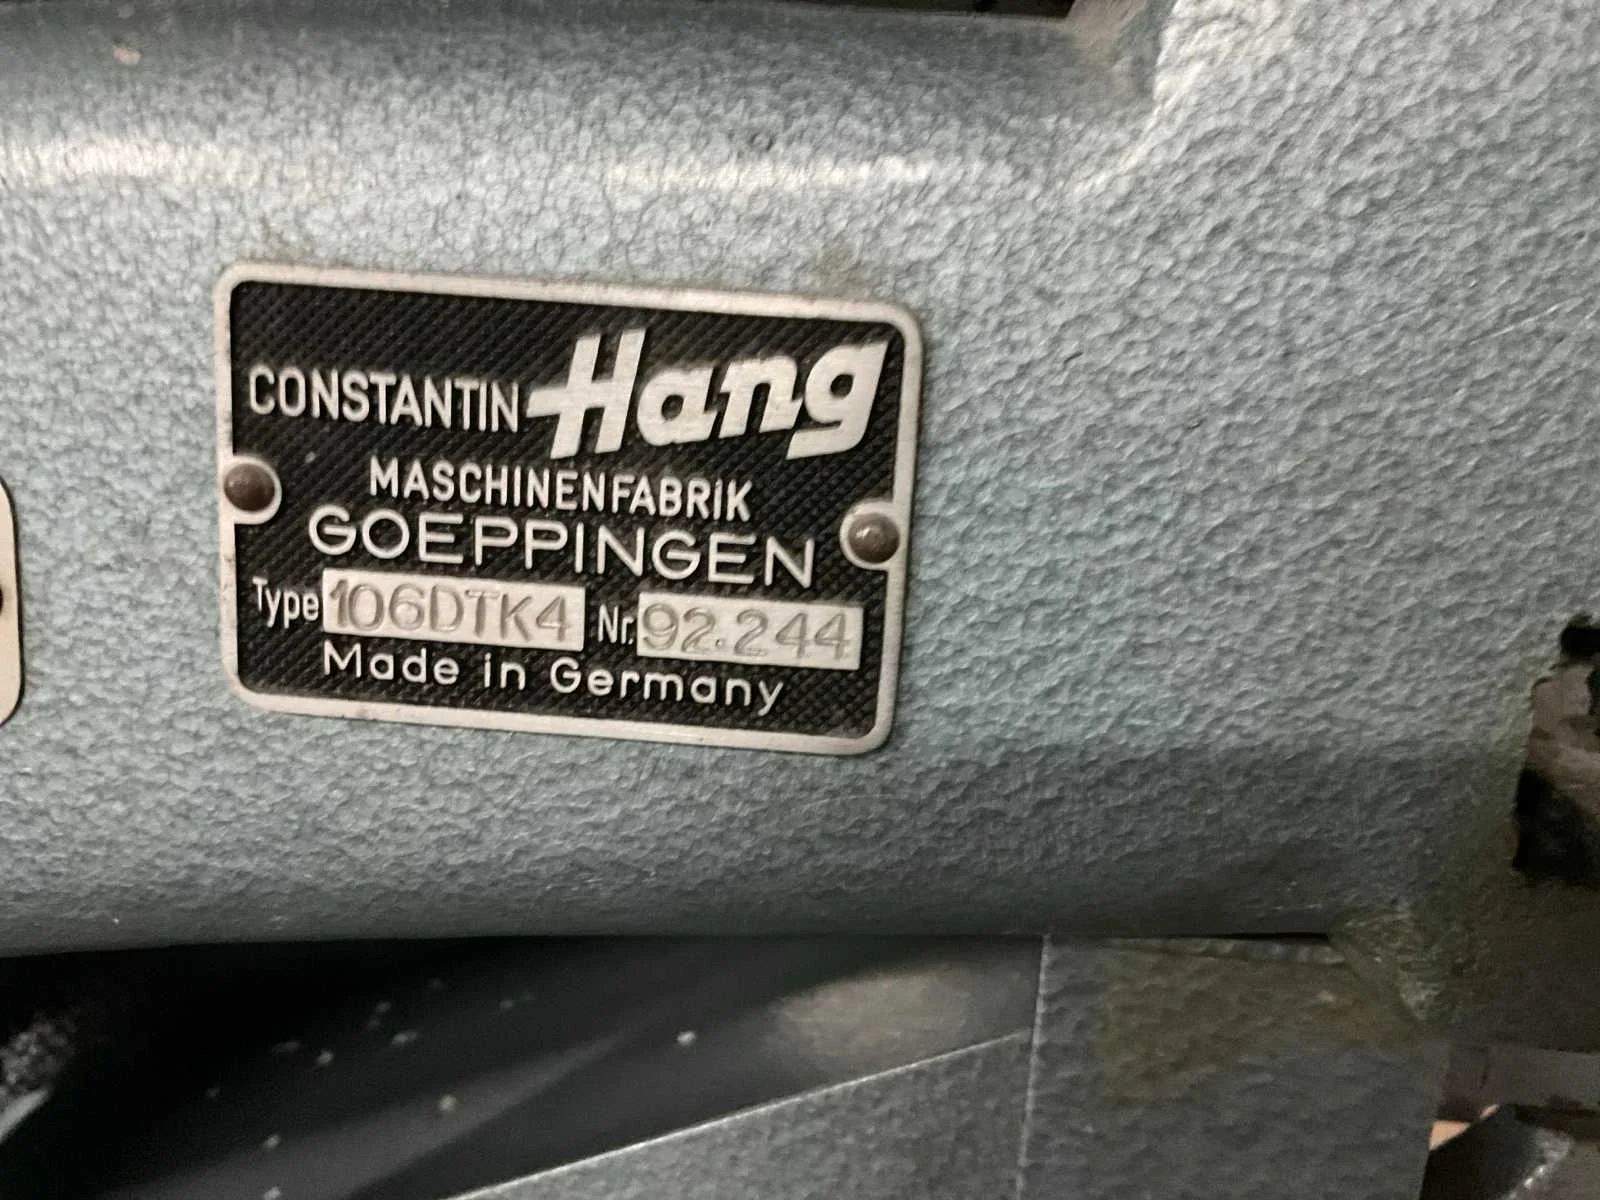 CONSTANTIN Hang
MASCHINENFABRIK
GOEPPINGEN
Type 106DTK4 Nr. 92.244
Made in Germany